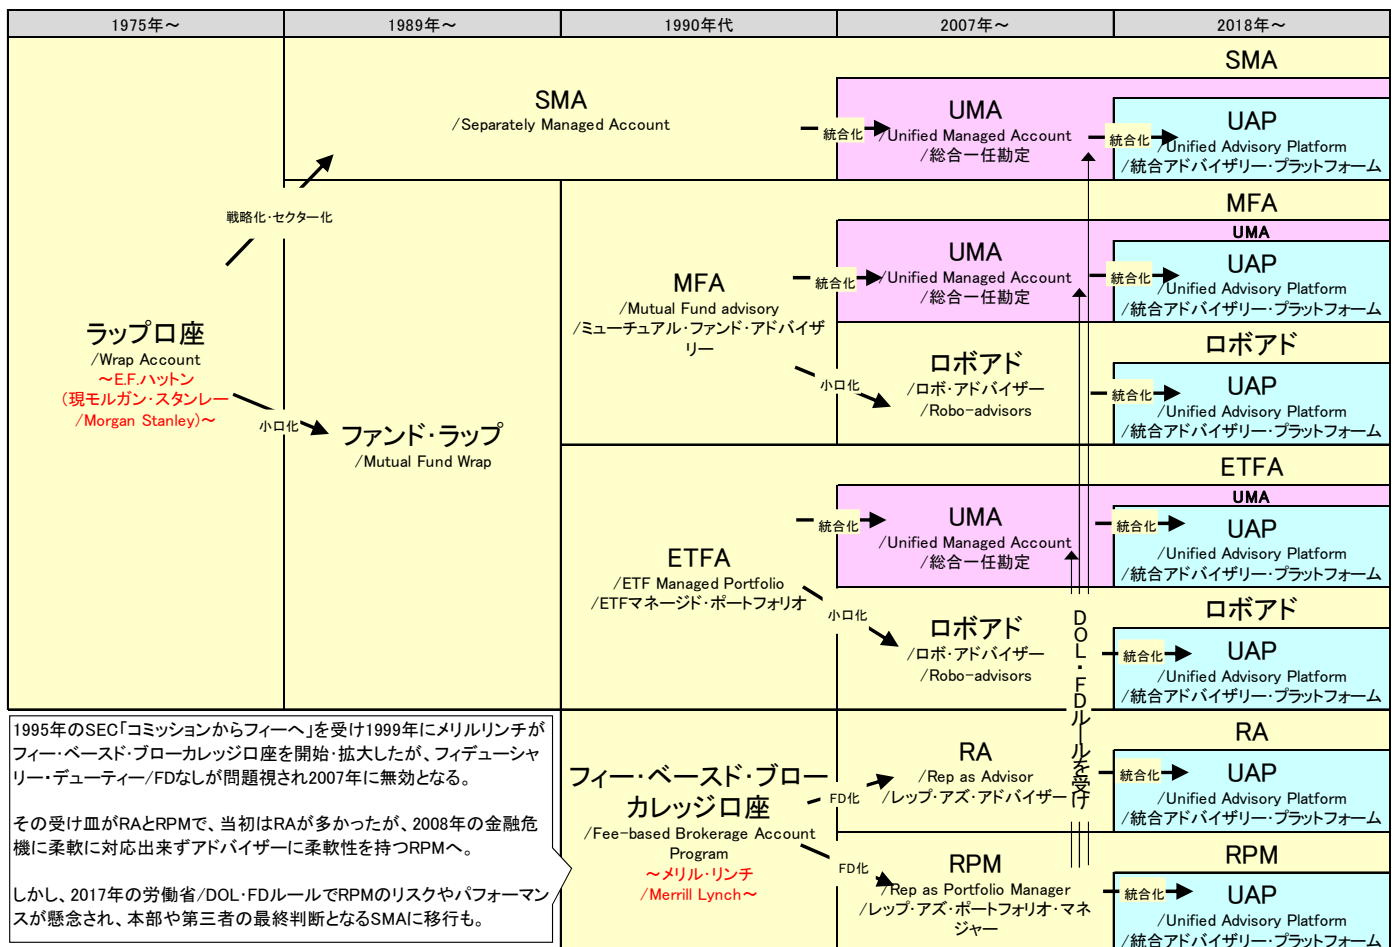 1975年～
1989年～
1990年代
2007年～
2018年～
ラップ口座
/Wrap Account
～E.F.ハットン
（現モルガン・スタンレー
/Morgan Stanley）～
戦略化・セクター化
小口化
SMA
/Separately Managed Account
ファンド・ラップ
/Mutual Fund Wrap
統合化
UMA
/Unified Managed Account
/総合一任勘定
統合化
SMA
UAP
/Unified Advisory Platform
/統合アドバイザリー・プラットフォーム
MFA
/Mutual Fund advisory
/ミューチュアル・ファンド・アドバイザ
リー
統合化
UMA
/Unified Managed Account
/総合一任勘定
統合化
MFA
UMA
UAP
/Unified Advisory Platform
/統合アドバイザリー・プラットフォーム
小口化
ロボアド
/ロボ・アドバイザー
/Robo-advisors
統合化
ロボアド
UAP
/Unified Advisory Platform
/統合アドバイザリー・プラットフォーム
ETFA
/ETF Managed Portfolio
/ETFマネージド・ポートフォリオ
統合化
UMA
/Unified Managed Account
/総合一任勘定
統合化
ETFA
UMA
UAP
/Unified Advisory Platform
/統合アドバイザリー・プラットフォーム
小口化
ロボアド
/ロボ・アドバイザー
/Robo-advisors
統合化
ロボアド
UAP
/Unified Advisory Platform
/統合アドバイザリー・プラットフォーム
DOL・FDルールを受け
1995年のSEC「コミッションからフィーへ」を受け1999年にメリルリンチが
フィー・ベースド・ブローカレッジ口座を開始・拡大したが、フィデューシャ
リー・デューティー/FDなしが問題視され2007年に無効となる。
その受け皿がRAとRPMで、当初はRAが多かったが、2008年の金融危
機に柔軟に対応出来ずアドバイザーに柔軟性を持つRPMへ。
しかし、2017年の労働省/DOL・FDルールでRPMのリスクやパフォーマン
スが懸念され、本部や第三者の最終判断となるSMAに移行も。
フィー・ベースド・ブロー
カレッジ口座
/Fee-based Brokerage Account
Program
～メリル・リンチ
/Merrill Lynch～
FD化
RA
/Rep as Advisor
/レップ・アズ・アドバイザー
統合化
RA
UAP
/Unified Advisory Platform
/統合アドバイザリー・プラットフォーム
FD化
RPM
/Rep as Portfolio Manager
/レップ・アズ・ポートフォリオ・マネ
ジャー
統合化
RPM
UAP
/Unified Advisory Platform
/統合アドバイザリー・プラットフォーム